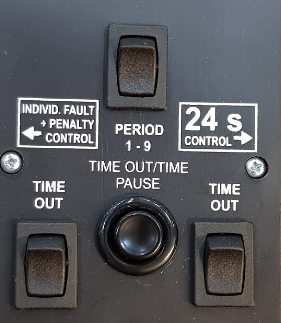 INDIVID. FAULT
+ PENALTY
CONTROL
PERIOD
1 - 9
24 s
CONTROL
TIME OUT/TIME
PAUSE
TIME
OUT
TIME
OUT